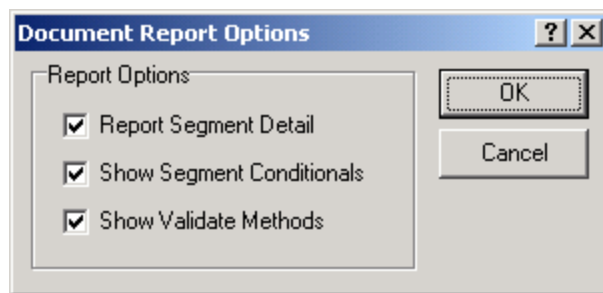 Document Report Options
Report Options
Report Segment Detail
Show Segment Conditionals
Show Validate Methods
OK
Cancel